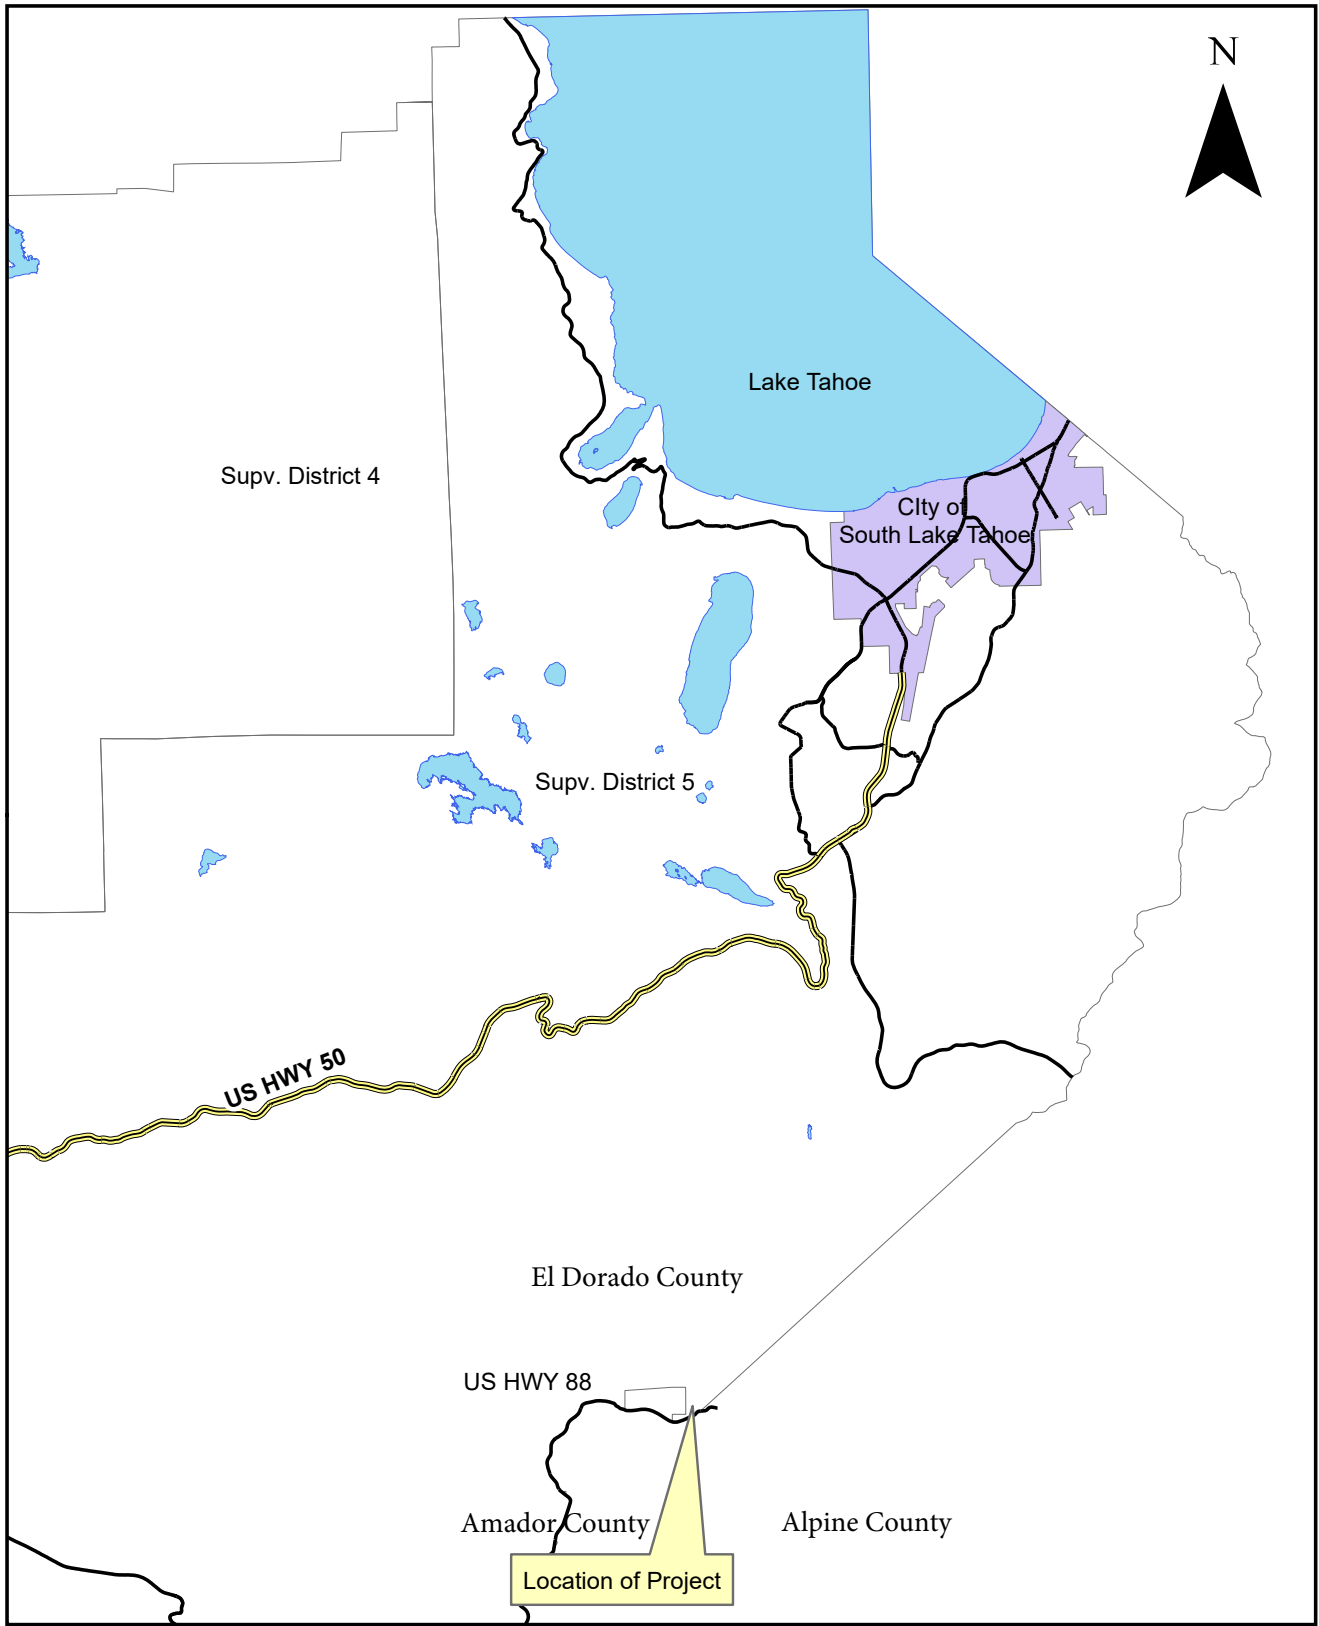 N
Lake Tahoe
Supv. District 4
CIty of
South Lake Tahoe
Supv. District 5
US HWY 50
El Dorado County
US HWY 88
Amador County
Alpine County
Location of Project